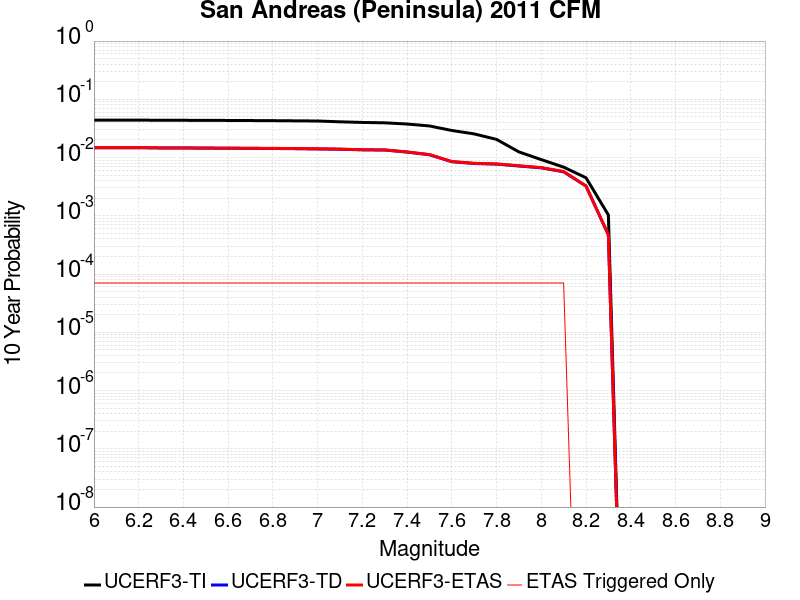 San Andreas (Peninsula) 2011 CFM
10 Year Probability
10^0
10^-1
10^-2
10^-3
10^-4
10^-5
10^-6
10^-7
10^-8
6 6.2 6.4 6.6 6.8 7 7.2 7.4 7.6 7.8 8 8.2 8.4 8.6 8.8 9
Magnitude
UCERF3-TI UCERF3-TD UCERF3-ETAS ETAS Triggered Only